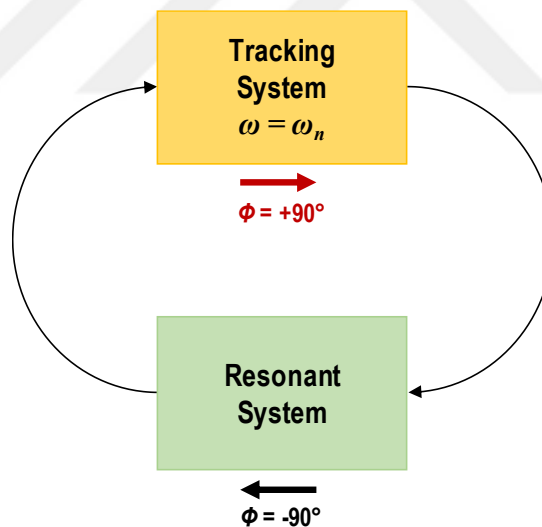 Tracking
System
ω = ωn
Φ = +90°
Resonant
System
Φ = -90°